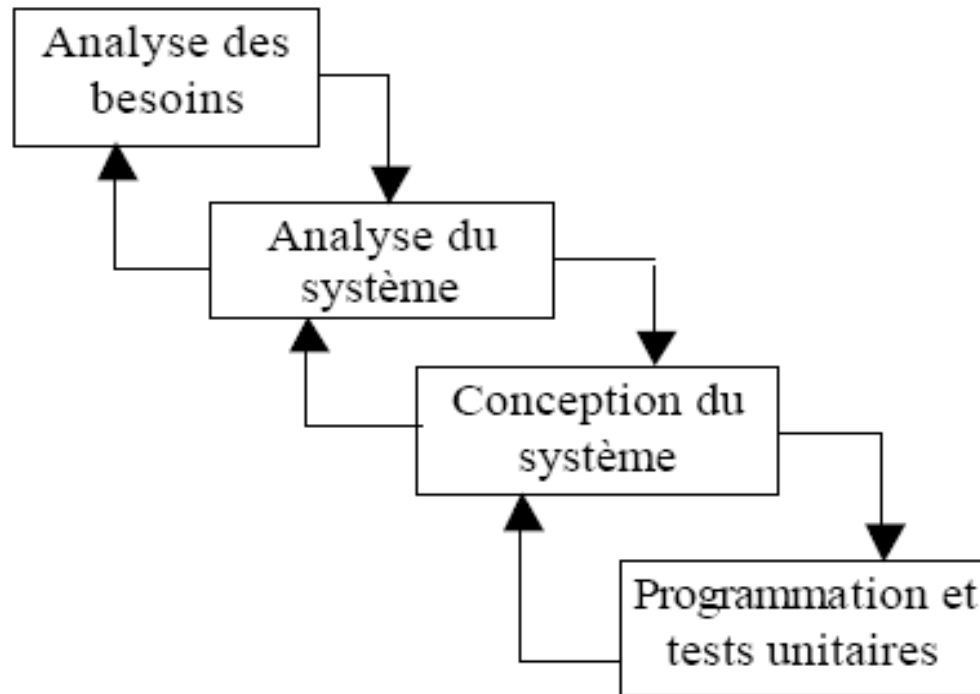 Analyse des
besoins
Analyse du
système
Conception du
système
Programmation et
tests unitaires